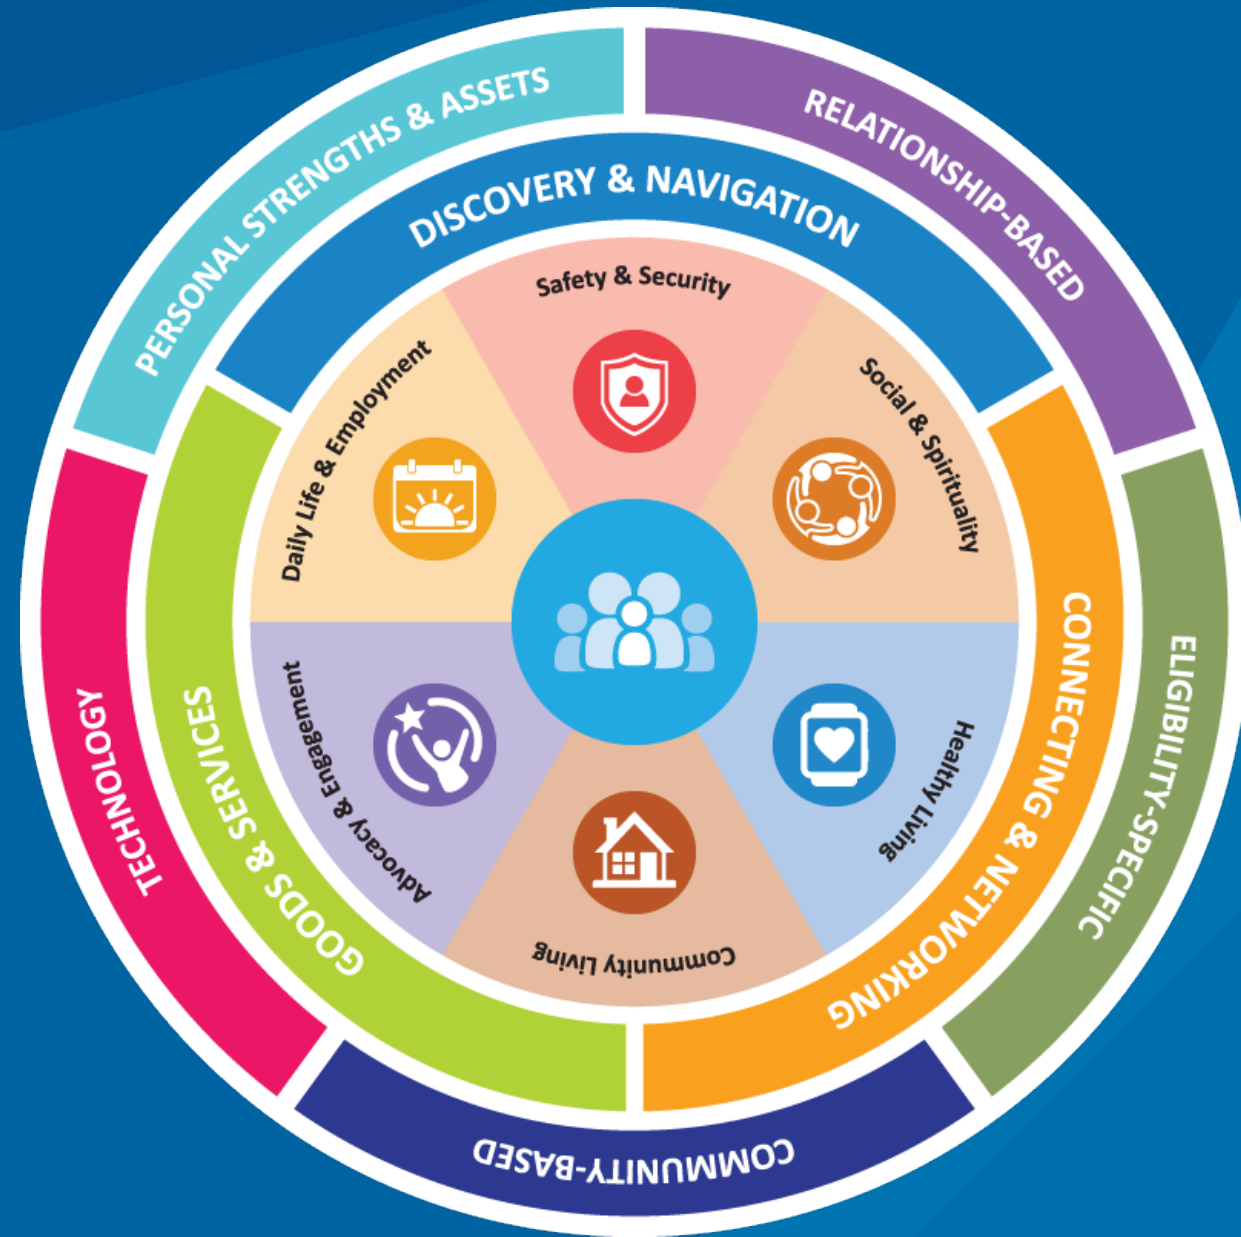 PERSONAL STRENGTHS & ASSETS
RELATIONSHIP-BASED
ELIGIBILITY-SPECIFIC
COMMUNITY-BASED
TECHNOLOGY
DISCOVERY & NAVIGATION
CONNECTING & NETWORKING
GOODS & SERVICES
Safety & Security
Social & Spirituality
Healthy Living
Community Living
Advocacy & Engagement
Daily Life & Employment